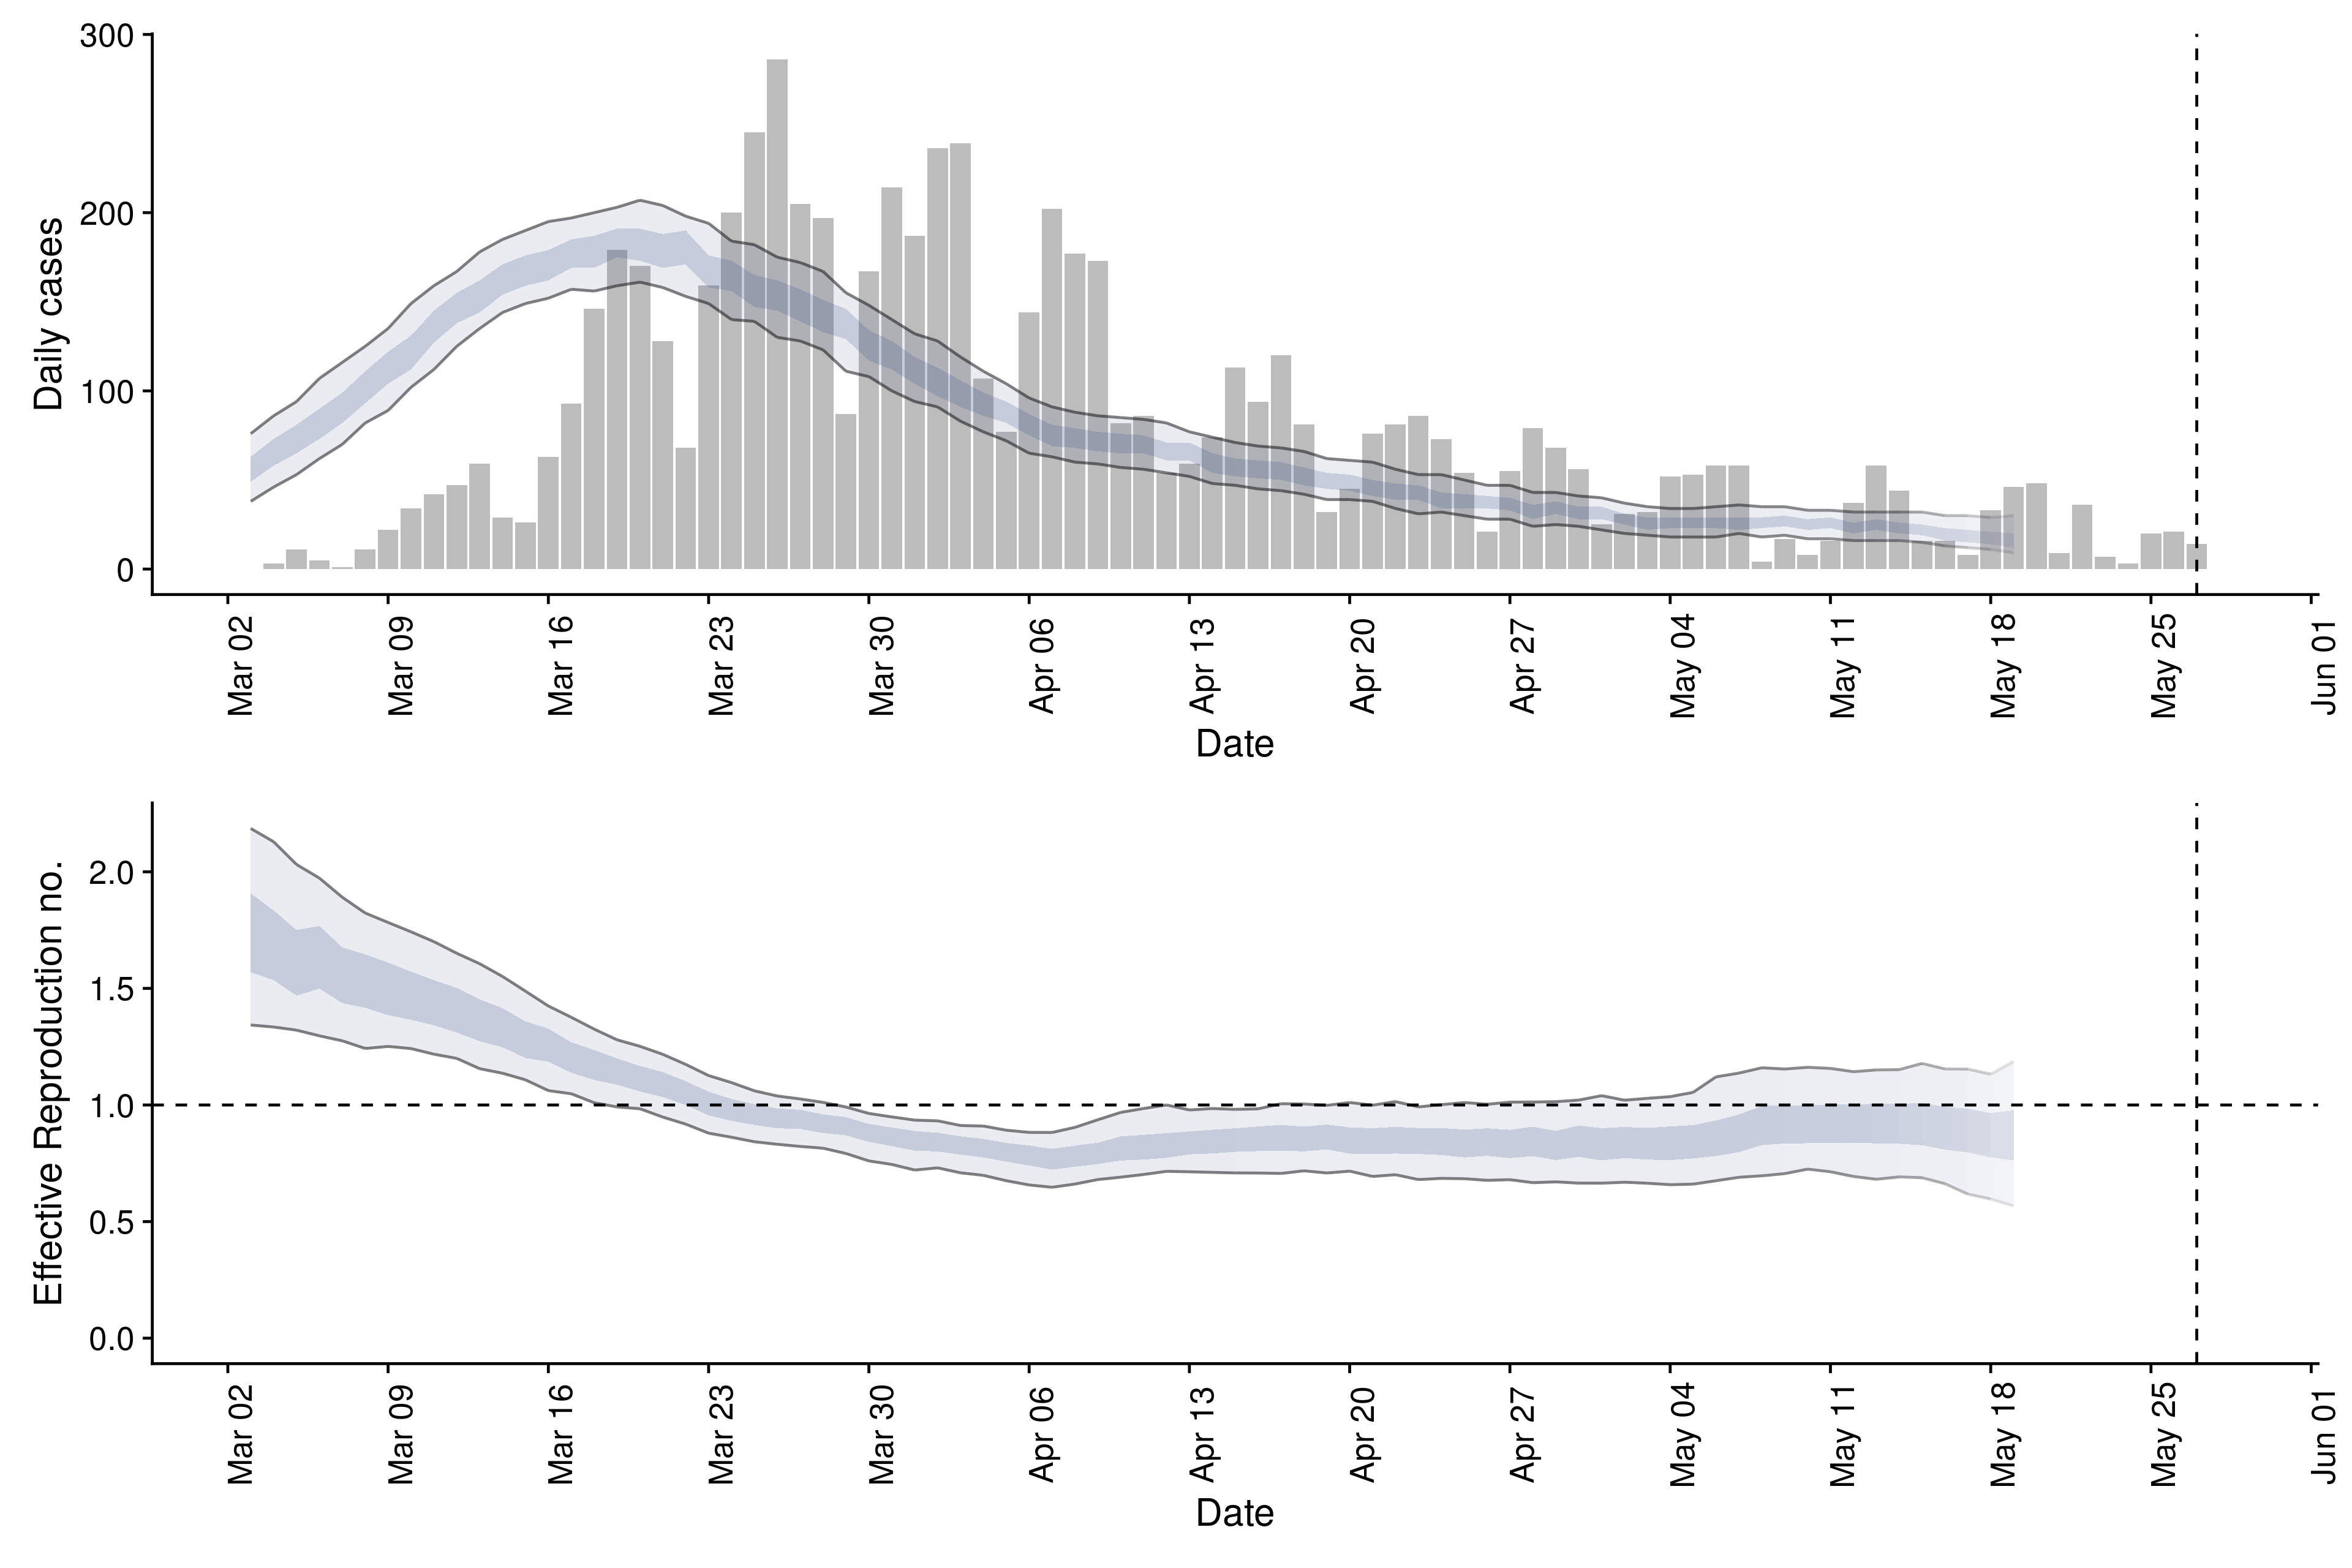 Daily cases
300
200
100
0
Mar 02
Mar 09
Mar 16
Mar 23
Mar 30
Apr 06
Apr 13
Apr 20
Apr 27
May 04
May 11
May 18
May 25
Jun 01
Date
Effective Reproduction no.
2.0
1.5
1.0
0.5
0.0
Mar 02
Mar 09
Mar 16
Mar 23
Mar 30
Apr 06
Apr 13
Apr 20
Apr 27
May 04
May 11
May 18
May 25
Jun 01
Date